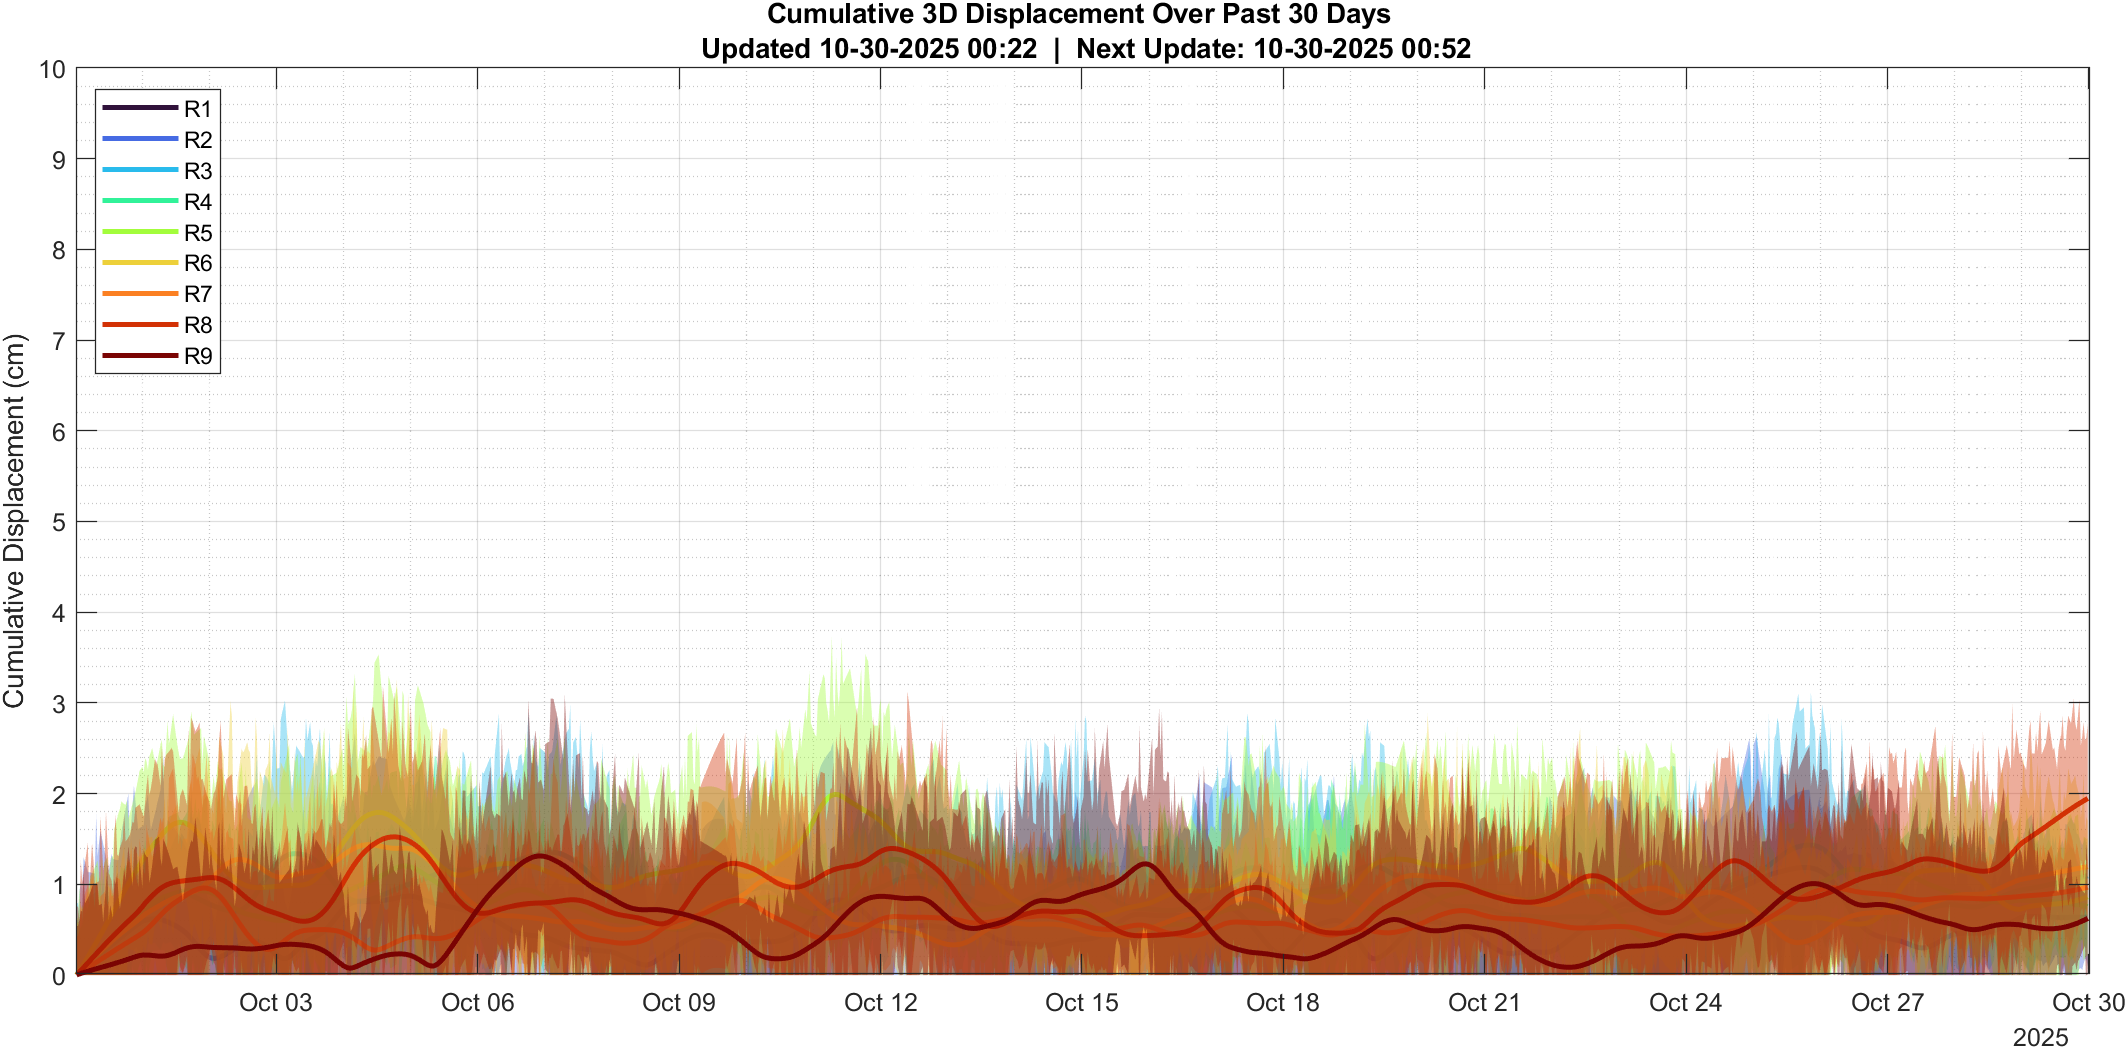 Cumulative 3D Displacement Over Past 30 Days
Updated 10-30-2025 00:22 | Next Update: 10-30-2025 00:52
10
9
8
7
6
5
4
3
2
1
0
Cumulative Displacement (cm)
R1
R2
R3
R4
R5
R6
R7
R8
R9
Oct 03 Oct 06 Oct 09 Oct 12 Oct 15 Oct 18 Oct 21 Oct 24 Oct 27 Oct 30
2025